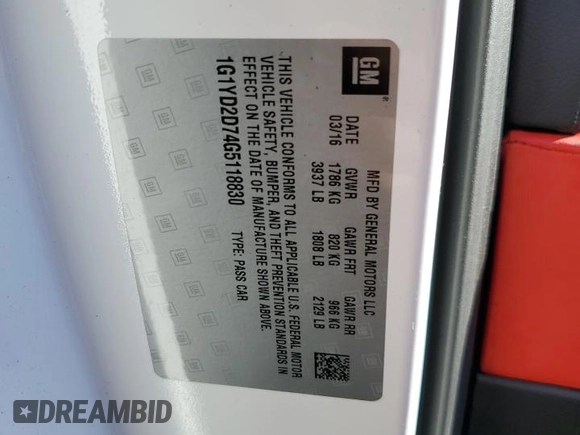 GM
®
MFD BY GENERAL MOTORS LLC
DATE GVWR GAWR FRT GAWR RR
03/16 1786 KG 820 KG 966 KG
3937 LB 1808 LB 2129 LB
THIS VEHICLE CONFORMS TO ALL APPLICABLE U.S. FEDERAL MOTOR
VEHICLE SAFETY, BUMPER, AND THEFT PREVENTION STANDARDS IN
EFFECT ON THE DATE OF MANUFACTURE SHOWN ABOVE.
1G1YD2D74G5118830 TYPE: PASS CAR
DREAMBID